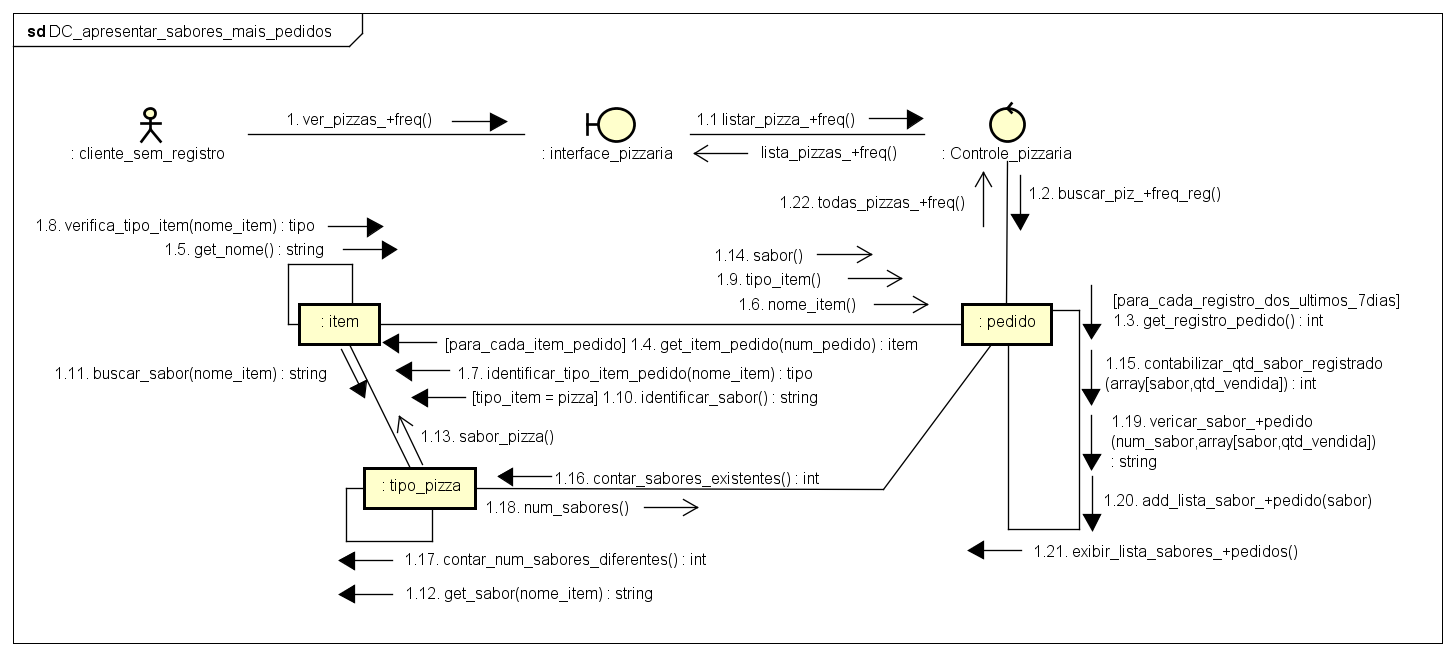 sd DC_apresentar_sabores_mais_pedidos
1. ver_pizzas_+freq()
1.1 listar_pizza_+freq()
: cliente_sem_registro
: interface_pizzaria
lista_pizzas_+freq()
: Controle_pizzaria
1.22. todas_pizzas_+freq()
1.2. buscar_piz_+freq_reg()
1.8. verifica_tipo_item(nome_item) : tipo
1.5. get_nome() : string
1.14. sabor()
1.9. tipo_item()
1.6. nome_item()
: item
: pedido
[para_cada_registro_dos_ultimos_7dias]
1.3. get_registro_pedido() : int
[para_cada_item_pedido] 1.4. get_item_pedido(num_pedido) : item
1.11. buscar_sabor(nome_item) : string
1.7. identificar_tipo_item_pedido(nome_item) : tipo
[tipo_item = pizza] 1.10. identificar_sabor() : string
1.15. contabilizar_qtd_sabor_registrado
(array[sabor,qtd_vendida]) : int
1.13. sabor_pizza()
1.19. vericar_sabor_+pedido
(num_sabor,array[sabor,qtd_vendida])
: string
: tipo_pizza
1.16. contar_sabores_existentes() : int
1.18. num_sabores()
1.20. add_lista_sabor_+pedido(sabor)
1.21. exibir_lista_sabores_+pedidos()
1.17. contar_num_sabores_diferentes() : int
1.12. get_sabor(nome_item) : string